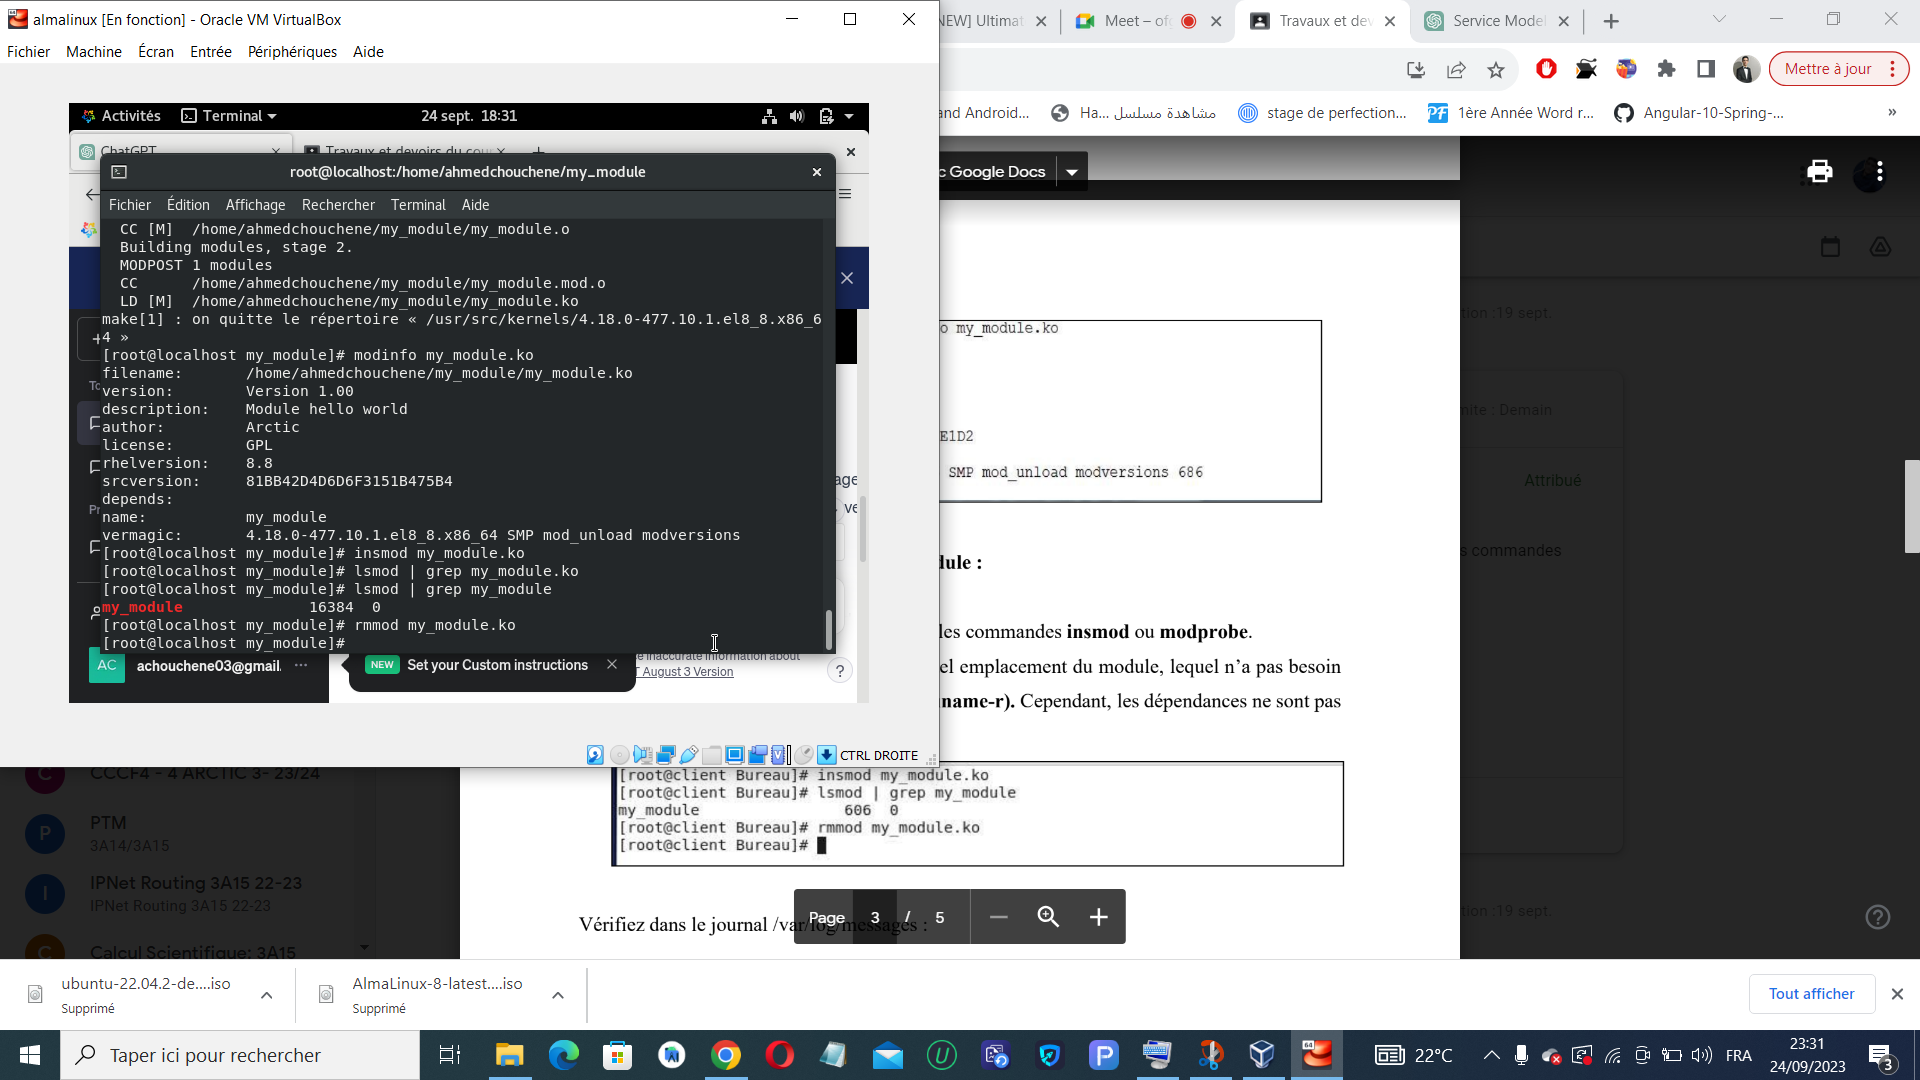 almalinux [En fonction] - Oracle VM VirtualBox
Fichier Machine Écran Entrée Périphériques Aide
Activités Terminal 24 sept. 18:31
ChatGPT Travaux et devoirs du cou
root@localhost:/home/ahmedchouchene/my_module
Fichier Édition Affichage Rechercher Terminal Aide
CC [M] /home/ahmedchouchene/my_module/my_module.o
Building modules, stage 2.
MODPOST 1 modules
CC /home/ahmedchouchene/my_module/my_module.mod.o
LD [M] /home/ahmedchouchene/my_module/my_module.ko
make[1] : on quitte le répertoire « /usr/src/kernels/4.18.0-477.10.1.el8_8.x86_6
4 »
[root@localhost my_module]# modinfo my_module.ko
filename: /home/ahmedchouchene/my_module/my_module.ko
version: Version 1.00
description: Module hello world
author: Arctic
license: GPL
rhelversion: 8.8
srcversion: 81BB42D4D6D6F3151B475B4
depends:
name: my_module
vermagic: 4.18.0-477.10.1.el8_8.x86_64 SMP mod_unload modversions
[root@localhost my_module]# insmod my_module.ko
[root@localhost my_module]# lsmod | grep my_module.ko
[root@localhost my_module]# lsmod | grep my_module
my_module 16384 0
[root@localhost my_module]# rmmod my_module.ko
[root@localhost my_module]#
AC achouchene03@gmail. ...
NEW Set your Custom instructions
e inaccurate information about
T August 3 Version
?
CTRL DROITE
NEW] Ultimat Meet – of Travaux et dev Service Model
Mettre à jour
and Android... Ha... مشاهدة مسلسل stage de perfection... 1ère Année Word r... Angular-10-Spring-... »
c Google Docs
o my_module.ko
E1D2
SMP mod_unload modversions 686
dule :
les commandes insmod ou modprobe.
el emplacement du module, lequel n’a pas besoin
name-r). Cependant, les dépendances ne sont pas
[root@client Bureau]# insmod my_module.ko
[root@client Bureau]# lsmod | grep my_module
my_module 606 0
[root@client Bureau]# rmmod my_module.ko
[root@client Bureau]#
Vérifiez dans le journal /var/log/messages :
Page 3 / 5
tion :19 sept.
mite : Demain
Attribué
s commandes
tion :19 sept.
CCCF4 - 4 ARCTIC 3- 23/24
P PTM
3A14/3A15
I IPNet Routing 3A15 22-23
IPNet Routing 3A15 22-23
Calcul Scientifique: 3A15
ubuntu-22.04.2-de....iso
Supprimé
AlmaLinux-8-latest....iso
Supprimé
Tout afficher
Taper ici pour rechercher
22°C
FRA
23:31
24/09/2023
3